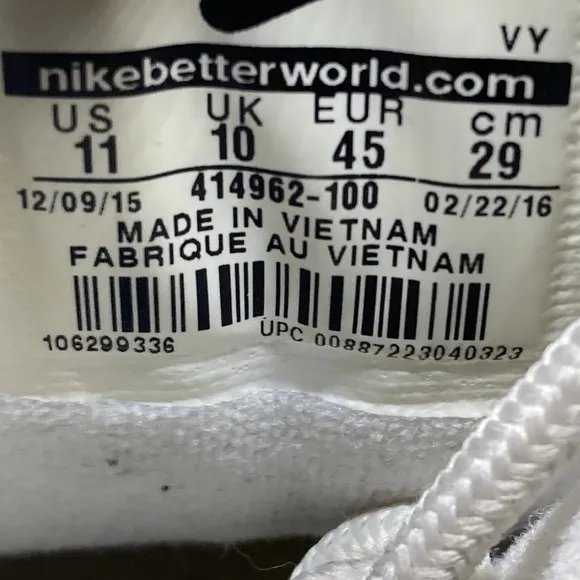 VY
nikebetterworld.com
US UK EUR cm
11 10 45 29
12/09/15 414962-100 02/22/16
MADE IN VIETNAM
FABRIQUE AU VIETNAM
106299336 UPC 00887223040323